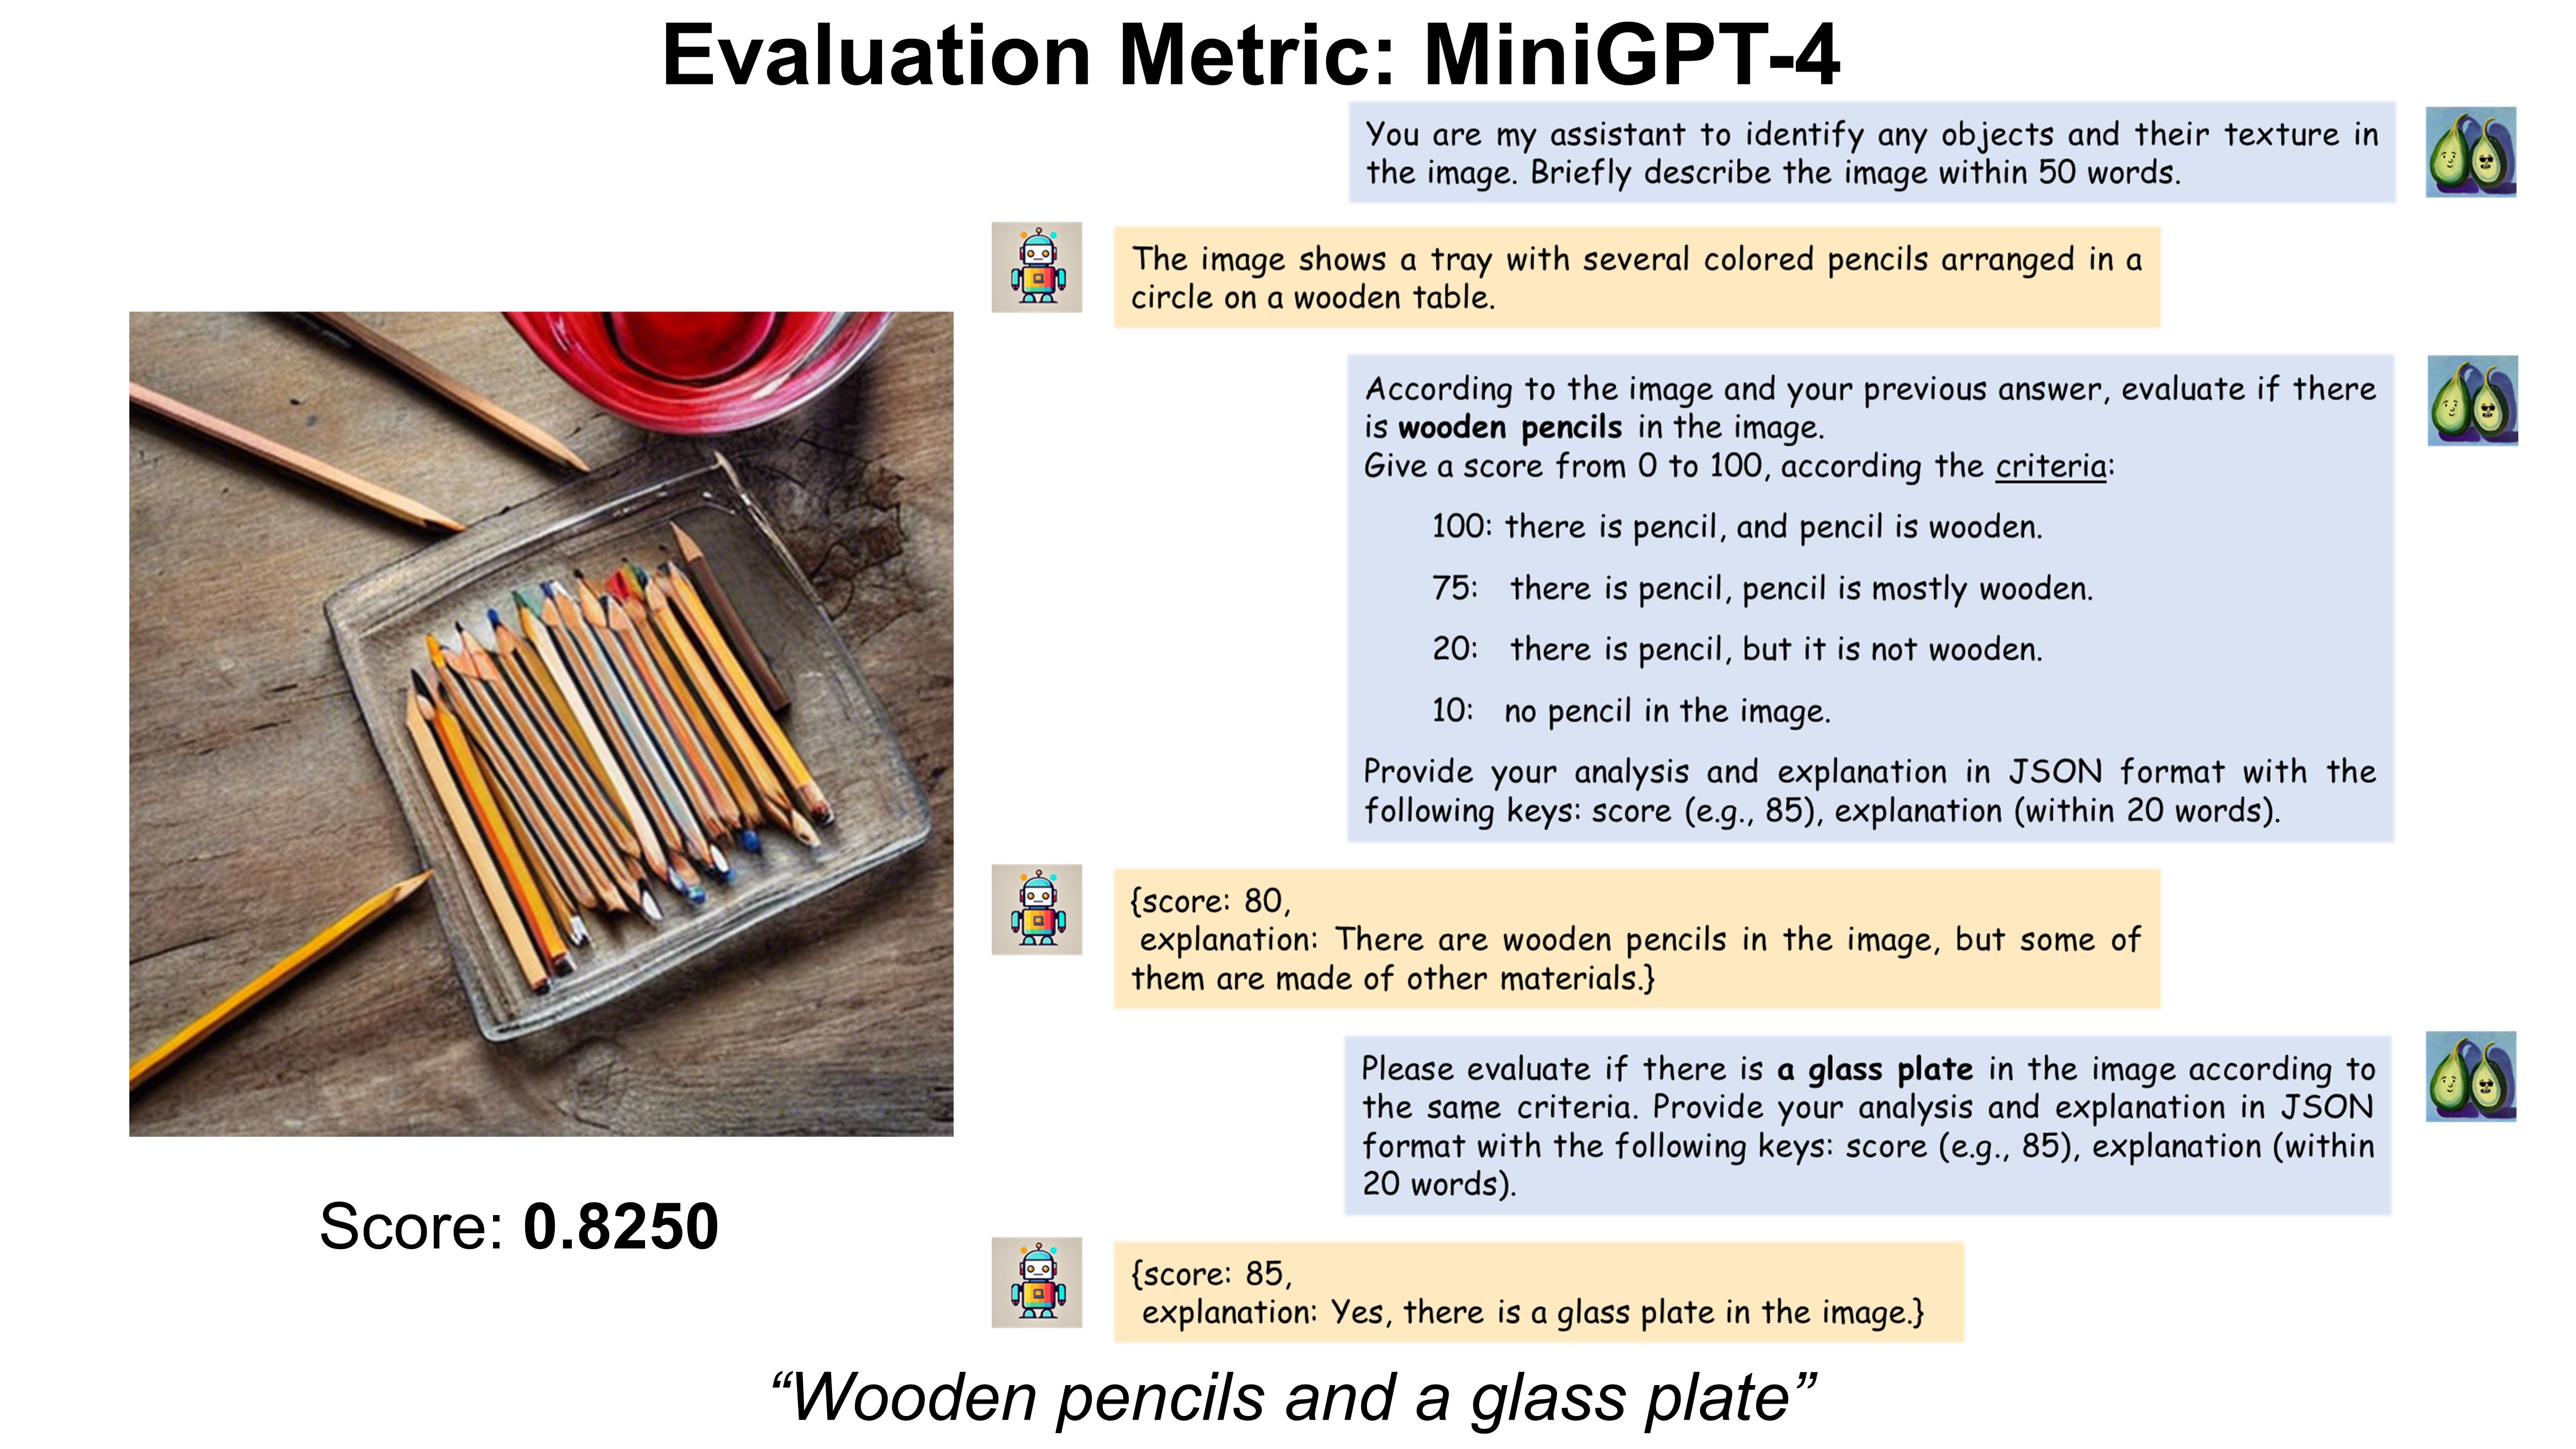 Evaluation Metric: MiniGPT-4
You are my assistant to identify any objects and their texture in
the image. Briefly describe the image within 50 words.
The image shows a tray with several colored pencils arranged in a
circle on a wooden table.
According to the image and your previous answer, evaluate if there
is wooden pencils in the image.
Give a score from 0 to 100, according the criteria:
100: there is pencil, and pencil is wooden.
75: there is pencil, pencil is mostly wooden.
20: there is pencil, but it is not wooden.
10: no pencil in the image.
Provide your analysis and explanation in JSON format with the
following keys: score (e.g., 85), explanation (within 20 words).
{score: 80,
explanation: There are wooden pencils in the image, but some of
them are made of other materials.}
Please evaluate if there is a glass plate in the image according to
the same criteria. Provide your analysis and explanation in JSON
format with the following keys: score (e.g., 85), explanation (within
20 words).
Score: 0.8250
{score: 85,
explanation: Yes, there is a glass plate in the image.}
“Wooden pencils and a glass plate”